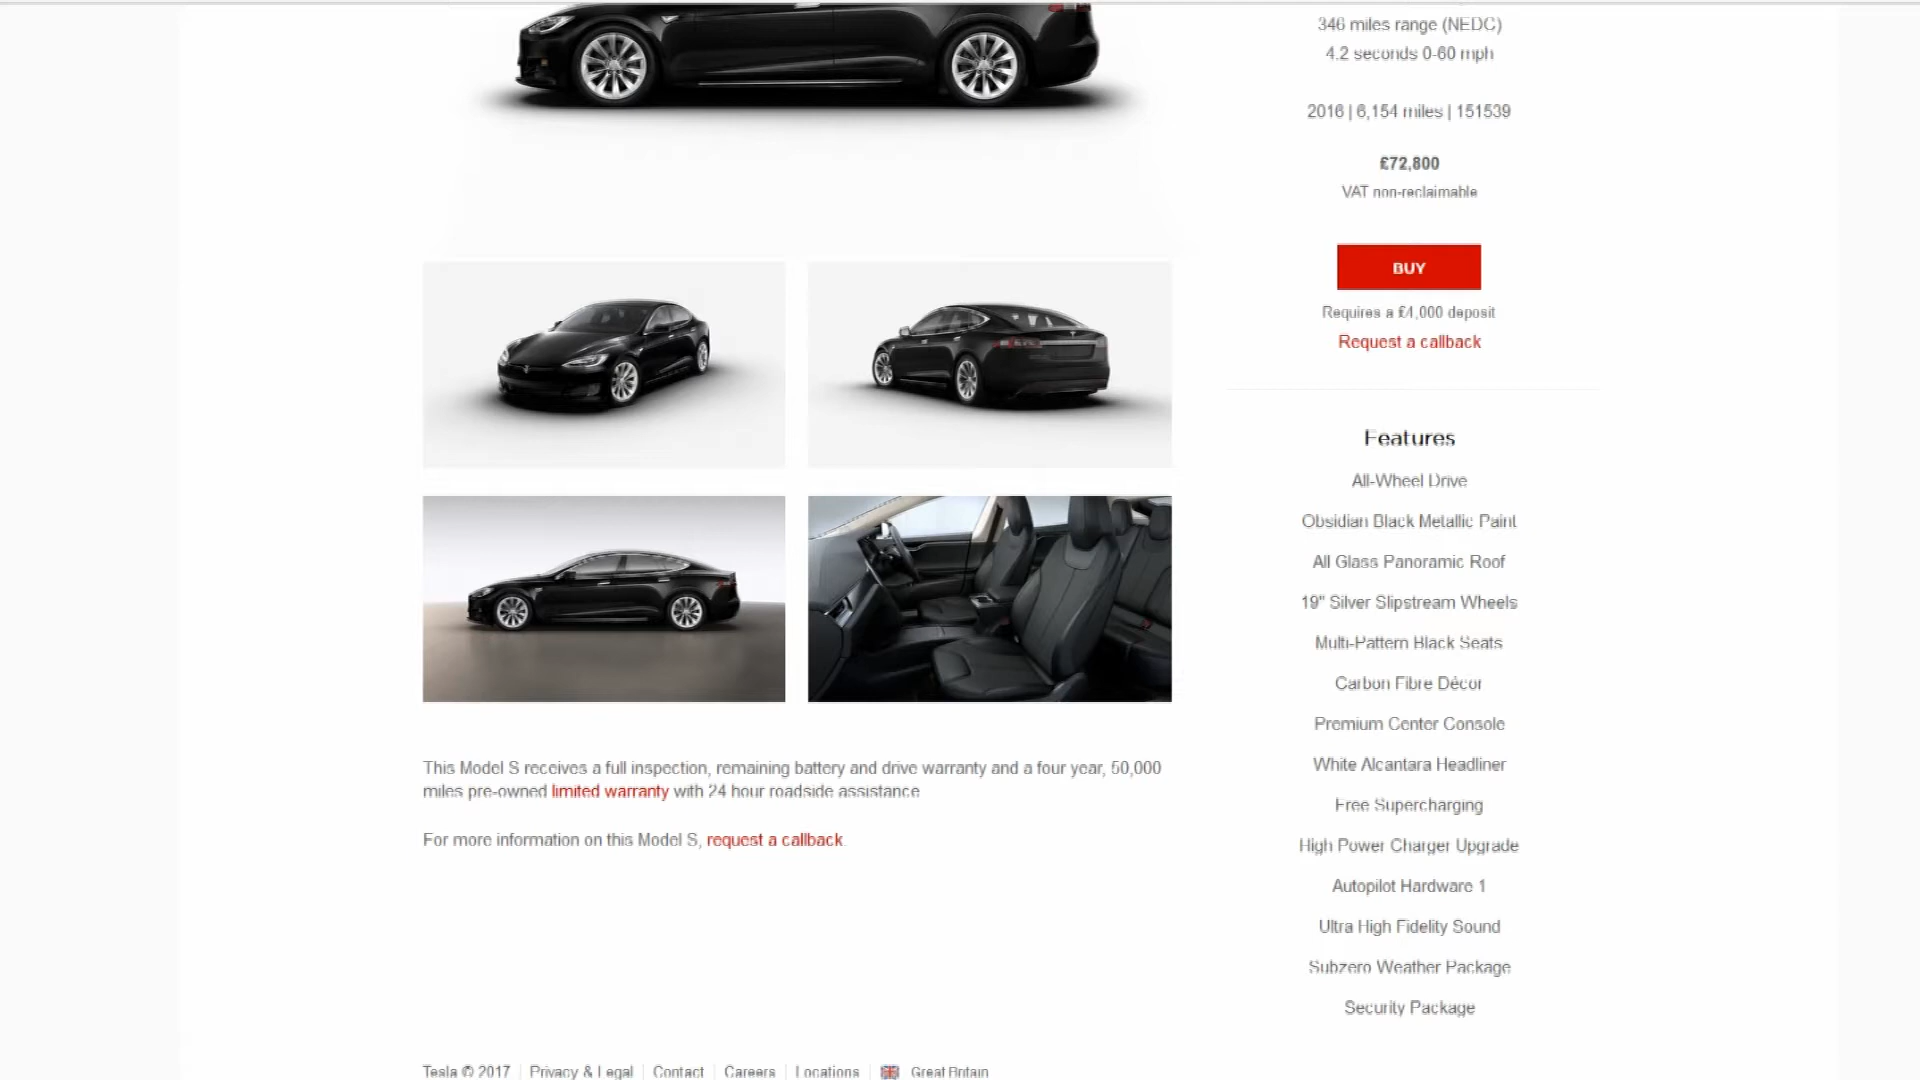 346 miles range (NEDC)
4.2 seconds 0-60 mph
2016 | 6,154 miles | 151539
£72,800
VAT non-reclaimable
BUY
Requires a £4,000 deposit
Request a callback
Features
All-Wheel Drive
Obsidian Black Metallic Paint
All Glass Panoramic Roof
19" Silver Slipstream Wheels
Multi-Pattern Black Seats
Carbon Fibre Décor
Premium Center Console
White Alcantara Headliner
Free Supercharging
High Power Charger Upgrade
Autopilot Hardware 1
Ultra High Fidelity Sound
Subzero Weather Package
Security Package
This Model S receives a full inspection, remaining battery and drive warranty and a four year, 50,000
miles pre-owned limited warranty with 24 hour roadside assistance
For more information on this Model S, request a callback.
Tesla © 2017 | Privacy & Legal | Contact | Careers | Locations | Great Britain